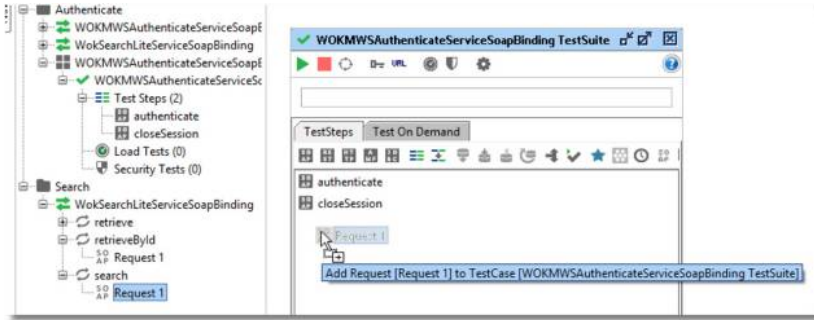 Authenticate
WOKMWSAuthenticateServiceSoapE
WokSearchLiteServiceSoapBinding
WOKMWSAuthenticateServiceSoapE
WOKMWSAuthenticateServiceSc
Test Steps (2)
authenticate
closeSession
Load Tests (0)
Security Tests (0)
Search
WokSearchLiteServiceSoapBinding
retrieve
retrieveById
SOAP Request 1
search
SOAP Request 1
WOKMWSAuthenticateServiceSoapBinding TestSuite
URL
TestSteps Test On Demand
authenticate
closeSession
Request 1
Add Request [Request 1] to TestCase [WOKMWSAuthenticateServiceSoapBinding TestSuite]